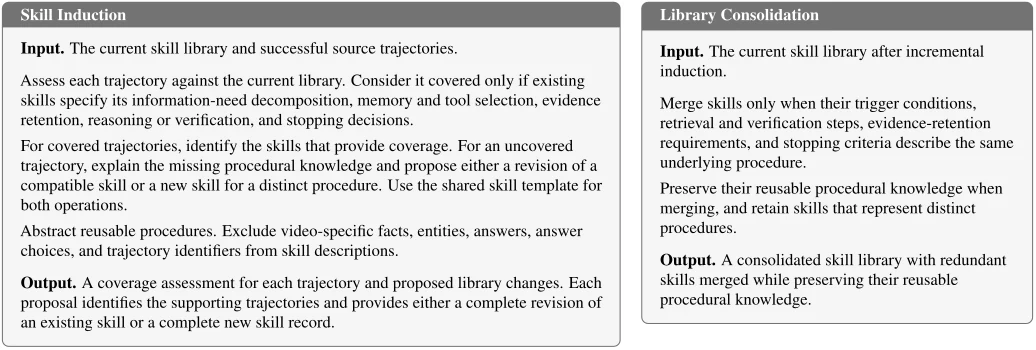 Skill Induction
Input. The current skill library and successful source trajectories.
Assess each trajectory against the current library. Consider it covered only if existing
skills specify its information-need decomposition, memory and tool selection, evidence
retention, reasoning or verification, and stopping decisions.
For covered trajectories, identify the skills that provide coverage. For an uncovered
trajectory, explain the missing procedural knowledge and propose either a revision of a
compatible skill or a new skill for a distinct procedure. Use the shared skill template for
both operations.
Abstract reusable procedures. Exclude video-specific facts, entities, answers, answer
choices, and trajectory identifiers from skill descriptions.
Output. A coverage assessment for each trajectory and proposed library changes. Each
proposal identifies the supporting trajectories and provides either a complete revision of
an existing skill or a complete new skill record.
Library Consolidation
Input. The current skill library after incremental
induction.
Merge skills only when their trigger conditions,
retrieval and verification steps, evidence-retention
requirements, and stopping criteria describe the same
underlying procedure.
Preserve their reusable procedural knowledge when
merging, and retain skills that represent distinct
procedures.
Output. A consolidated skill library with redundant
skills merged while preserving their reusable
procedural knowledge.